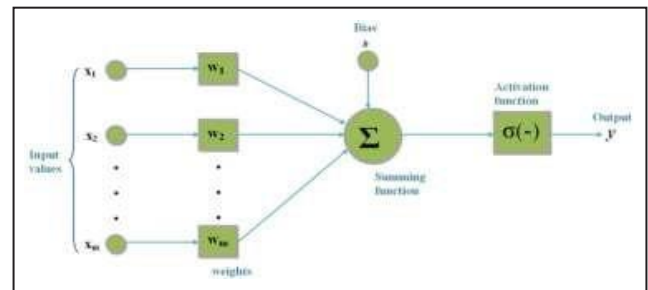 Bias
b
x1
w1
Activation
function
Output
x2
w2
Σ
σ(-)
y
Input
values
Summing
function
xm
wm
weights